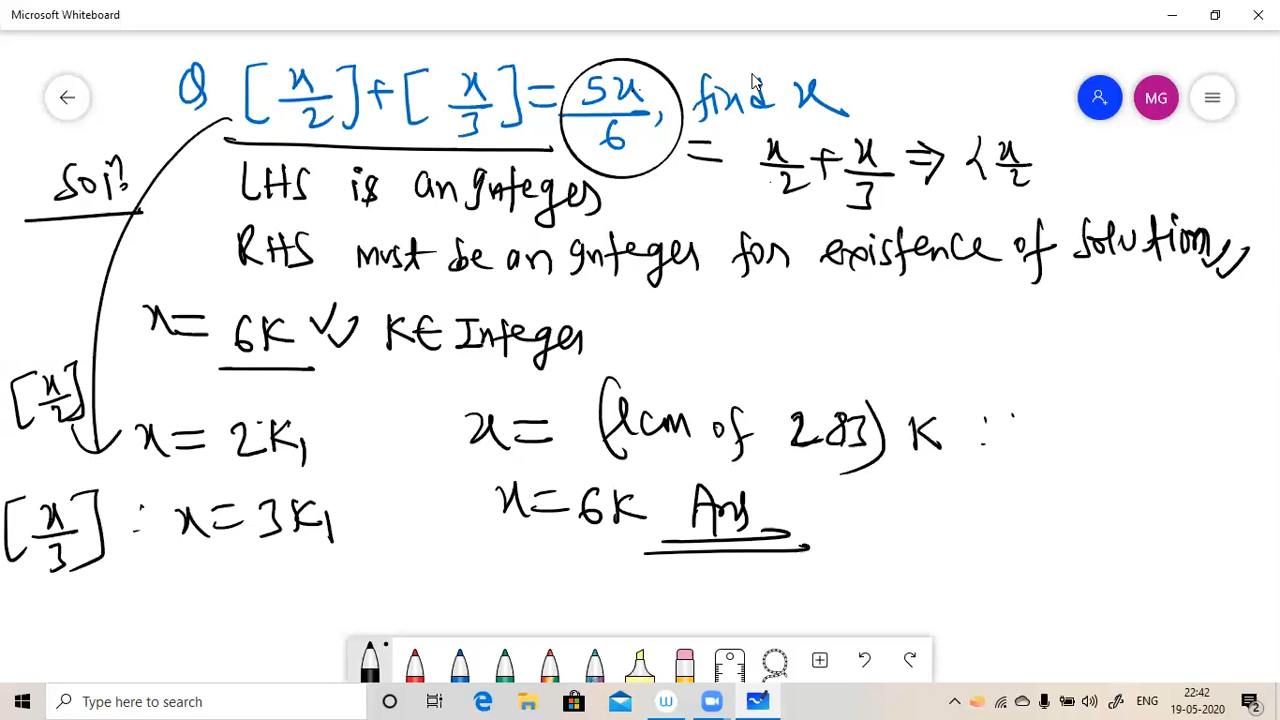 Microsoft Whiteboard
MG
Q [x/2] + [x/3] = 5x/6, find x
= x/2 + x/3 ⇒ { x/2
Sol?
LHS is an Integer
RHS must be an Integer for existence of solution
x = 6K K∈ Integer
[x/2]
x = 2K₁
x = (lcm of 2&3) K
[x/3] : x = 3K₁
x = 6K Ans
Type here to search
ENG
22:42
19-05-2020
2